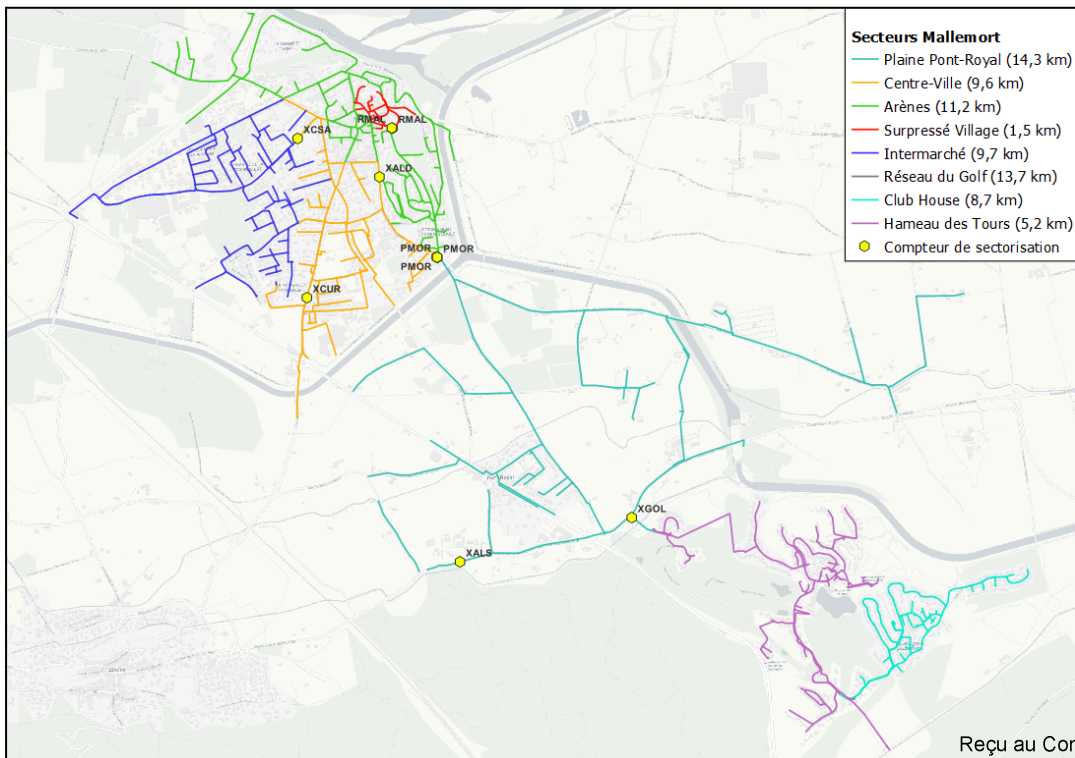 Secteurs Mallemort
Plaine Pont-Royal (14,3 km)
Centre-Ville (9,6 km)
Arènes (11,2 km)
Surpressé Village (1,5 km)
Intermarché (9,7 km)
Réseau du Golf (13,7 km)
Club House (8,7 km)
Hameau des Tours (5,2 km)
Compteur de sectorisation
RMAL
RMAL
XCSA
XALD
PMOR
PMOR
PMOR
XCUR
XGOL
XALS
Reçu au Con